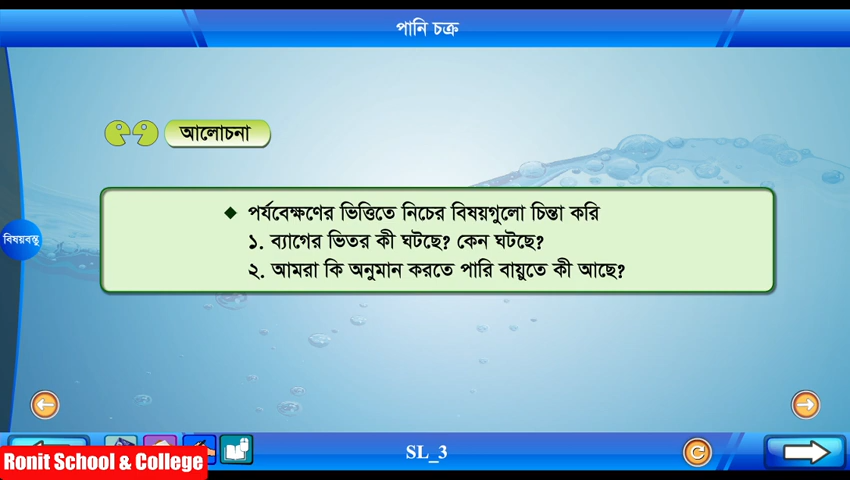 পানি চক্র
আলোচনা
◆ পর্যবেক্ষণের ভিত্তিতে নিচের বিষয়গুলো চিন্তা করি
১. ব্যাগের ভিতর কী ঘটছে? কেন ঘটছে?
২. আমরা কি অনুমান করতে পারি বায়ুতে কী আছে?
বিষয়বস্তু
Ronit School & College
SL_3